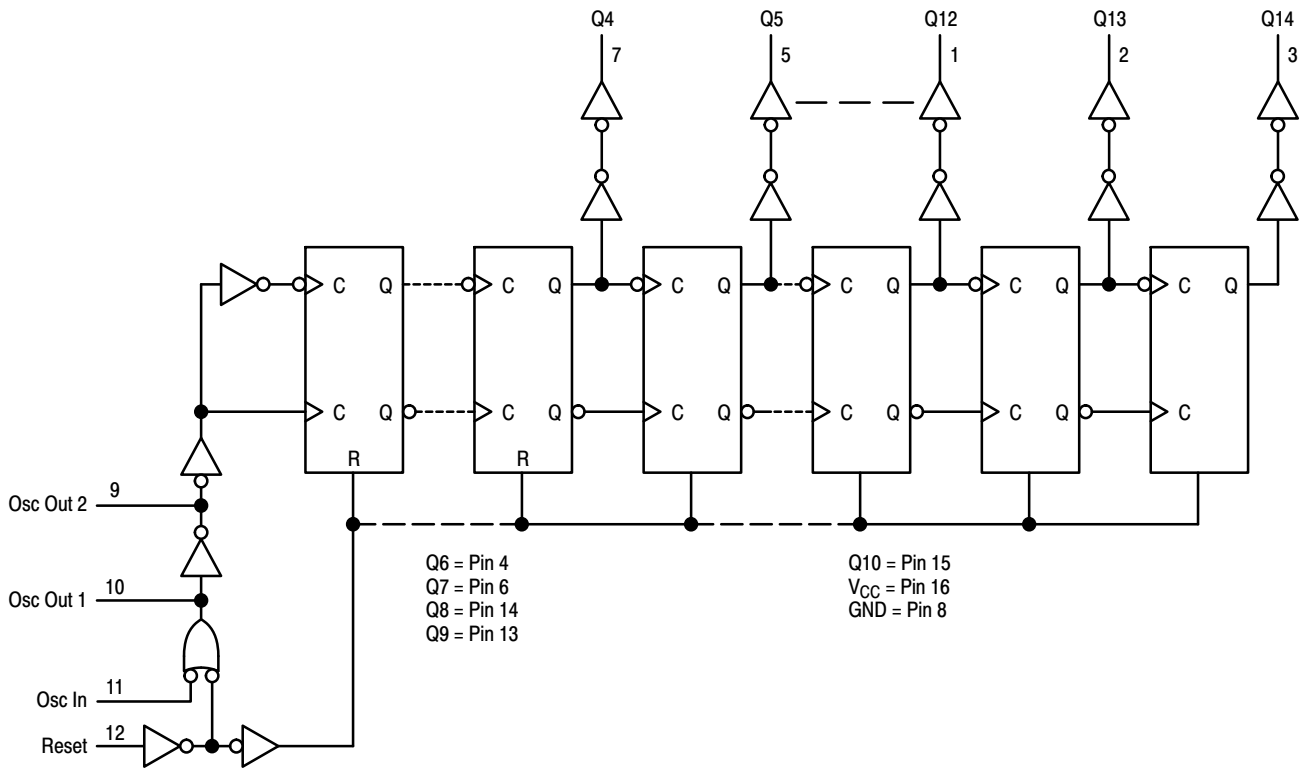 Q4 Q5 Q12 Q13 Q14
7 5 1 2 3
C Q C Q C Q C Q C Q C Q
C Q C Q C Q C Q C Q C
R R
Osc Out 2 9
Osc Out 1 10
Osc In 11
Reset 12
Q6 = Pin 4
Q7 = Pin 6
Q8 = Pin 14
Q9 = Pin 13
Q10 = Pin 15
VCC = Pin 16
GND = Pin 8